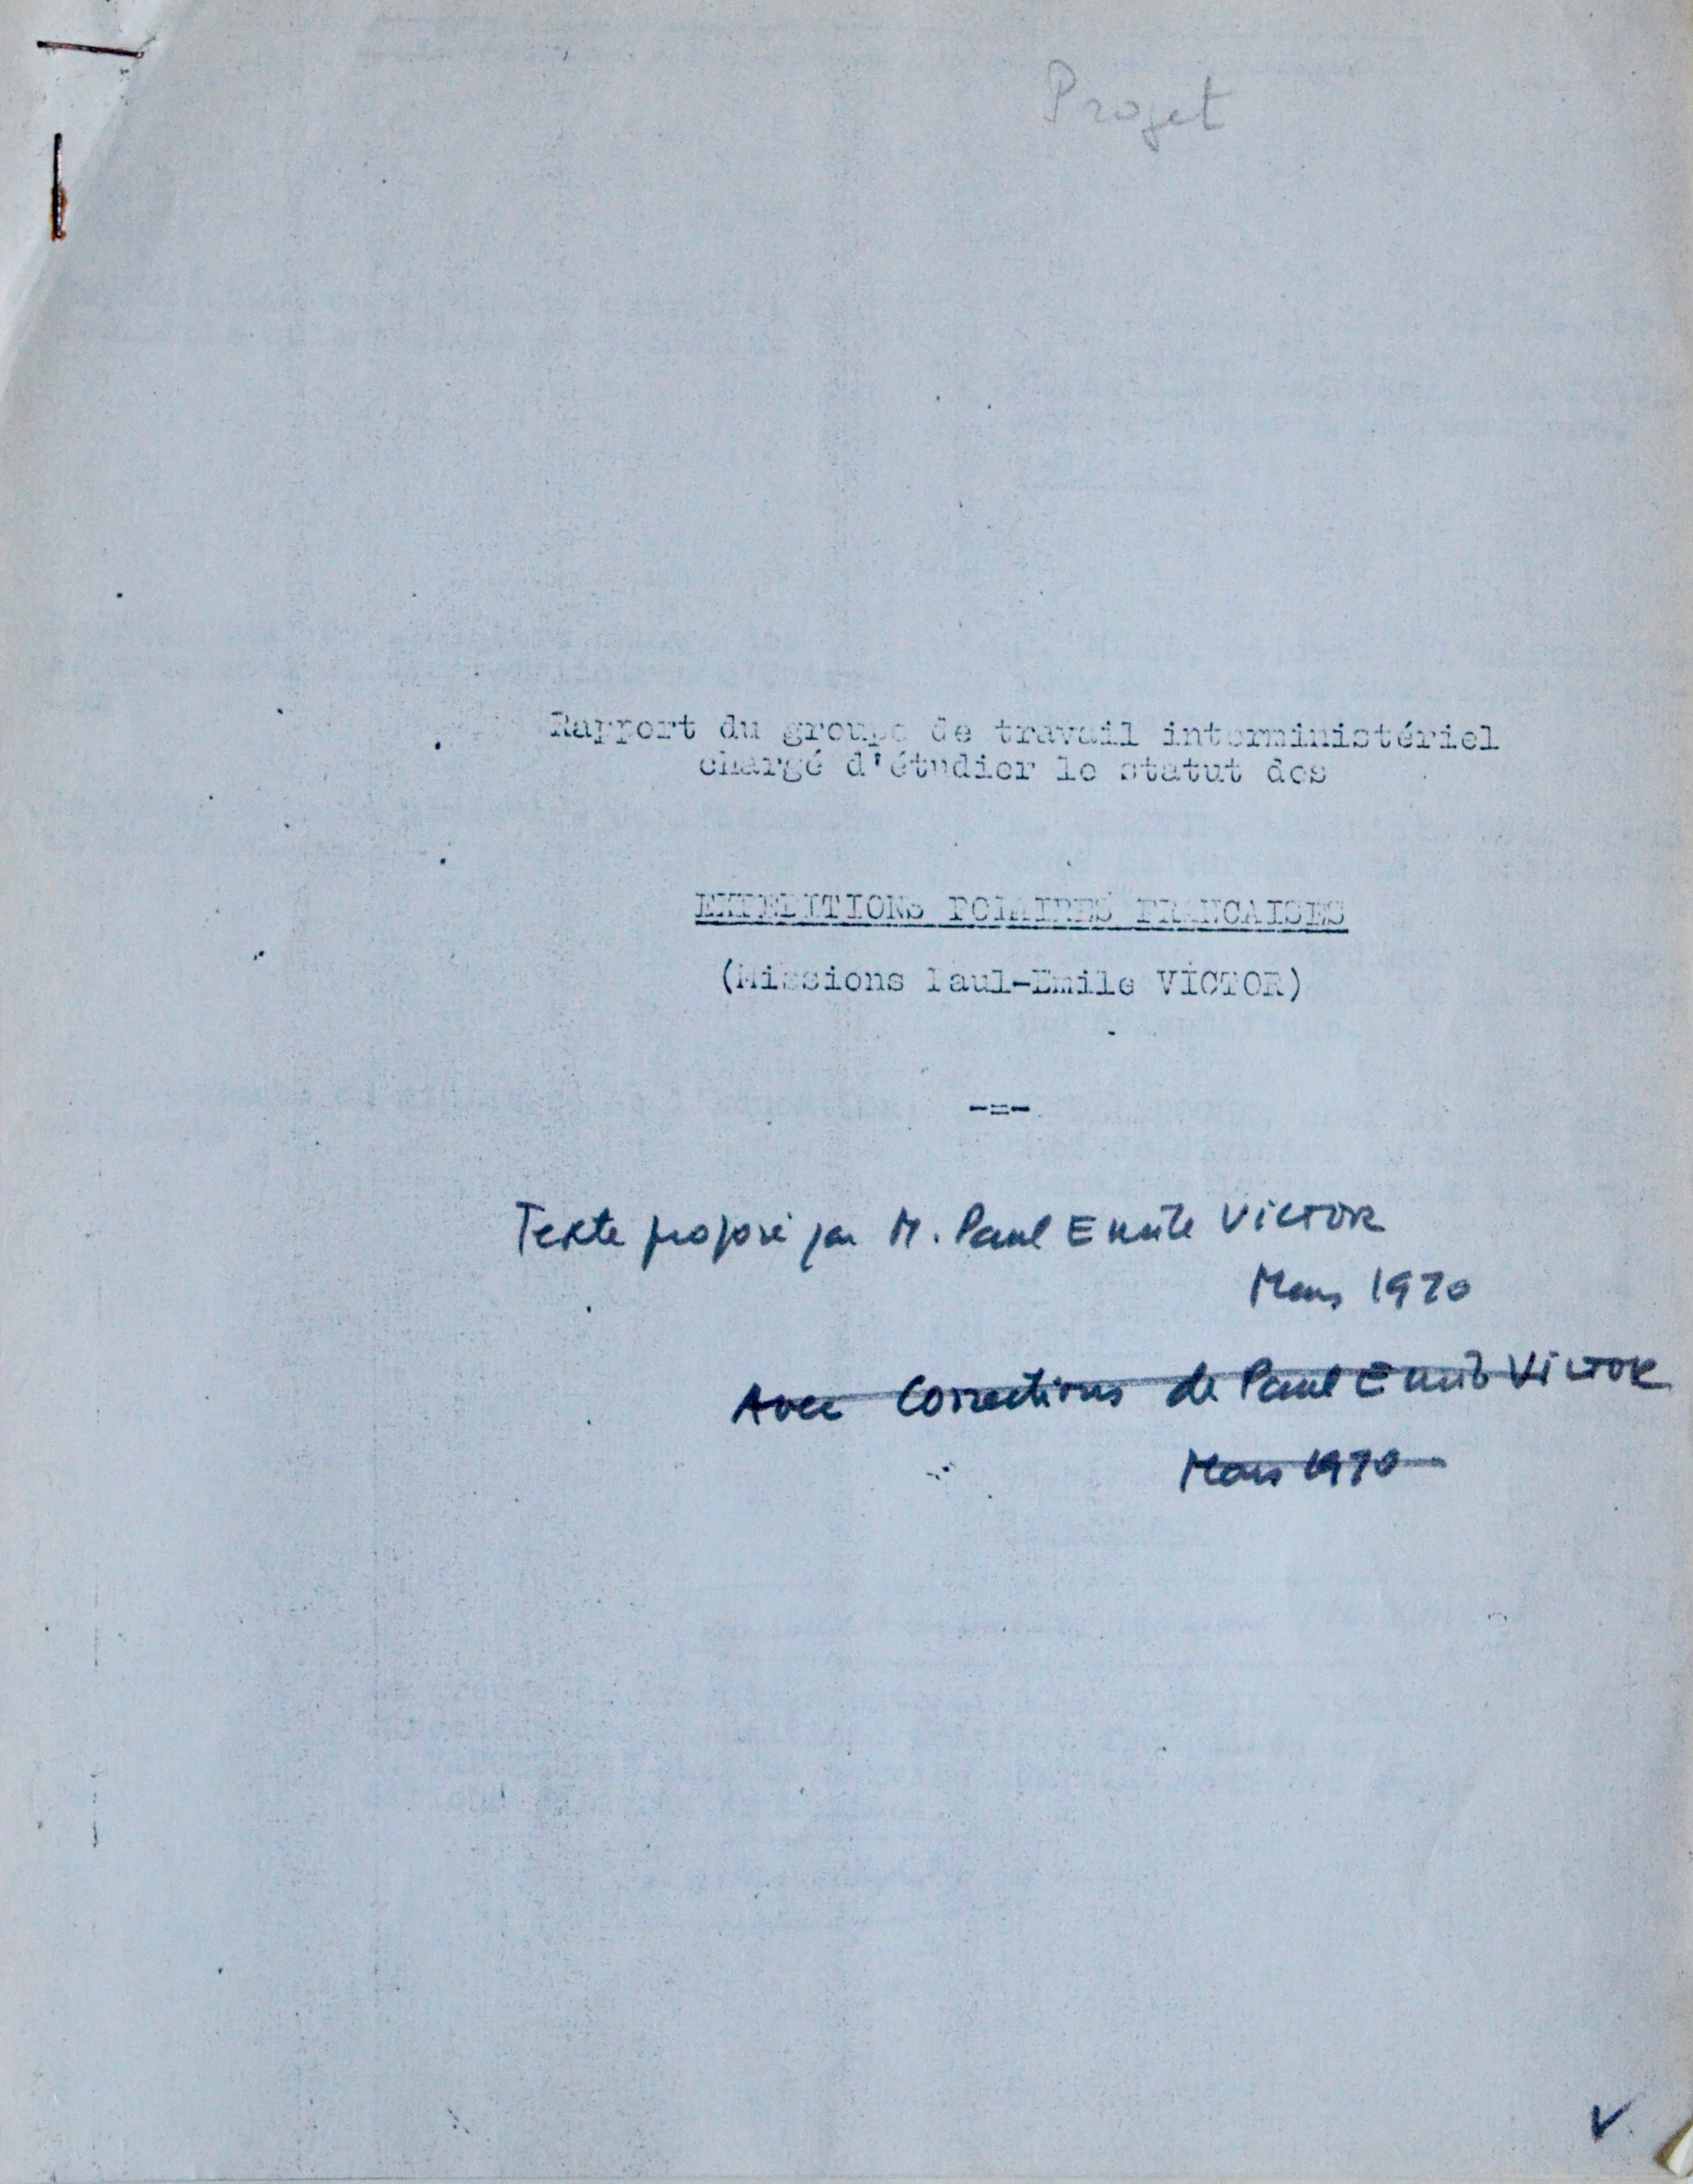 Projet
Rapport du groupe de travail interministériel
chargé d'étudier le statut des
EXPEDITIONS POLAIRES FRANCAISES
(Missions Paul-Emile VICTOR)
-=-
Texte proposé par M. Paul Emile VICTOR
Mars 1970
Avec Corrections de Paul Emile VICTOR
Mars 1970